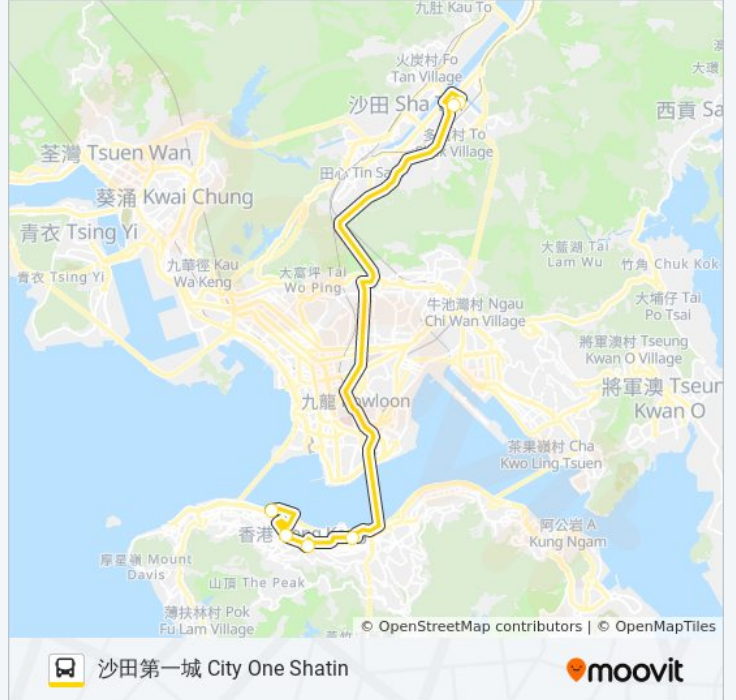 九肚 Kau To
火炭村 Fo
Tan Village
大環
沙田 Sha
西貢 Sa
荃灣 Tsuen Wan
村 To
Village
田心 Tin
葵涌 Kwai Chung
青衣 Tsing Yi
大藍湖 Tai
Lam Wu
竹角 Chuk Kok
九華徑 Kau
Wa Keng
大窩坪 Tai
Wo Ping
青衣 Tsing Yi
牛池灣村 Ngau
Chi Wan Village
大埔仔 Tai
Po Tsai
將軍澳村 Tseung
Kwan O Village
將軍澳 Tseun
Kwan O
九龍 owloon
茶果嶺村 Cha
Kwo Ling Tsuen
香港
阿公岩 A
Kung Ngam
摩星嶺 Mount
Davis
山頂 The Peak
薄扶林村 Pok
Fu Lam Village
© OpenStreetMap contributors | © OpenMapTiles
沙田第一城 City One Shatin
moovit